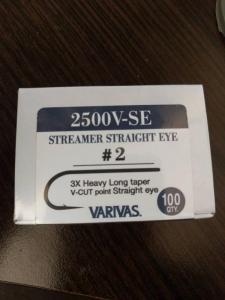 2500V-SE
STREAMER STRAIGHT EYE
#2
3X Heavy Long taper
V-CUT point Straight eye
VARIVAS.
100
QTY.